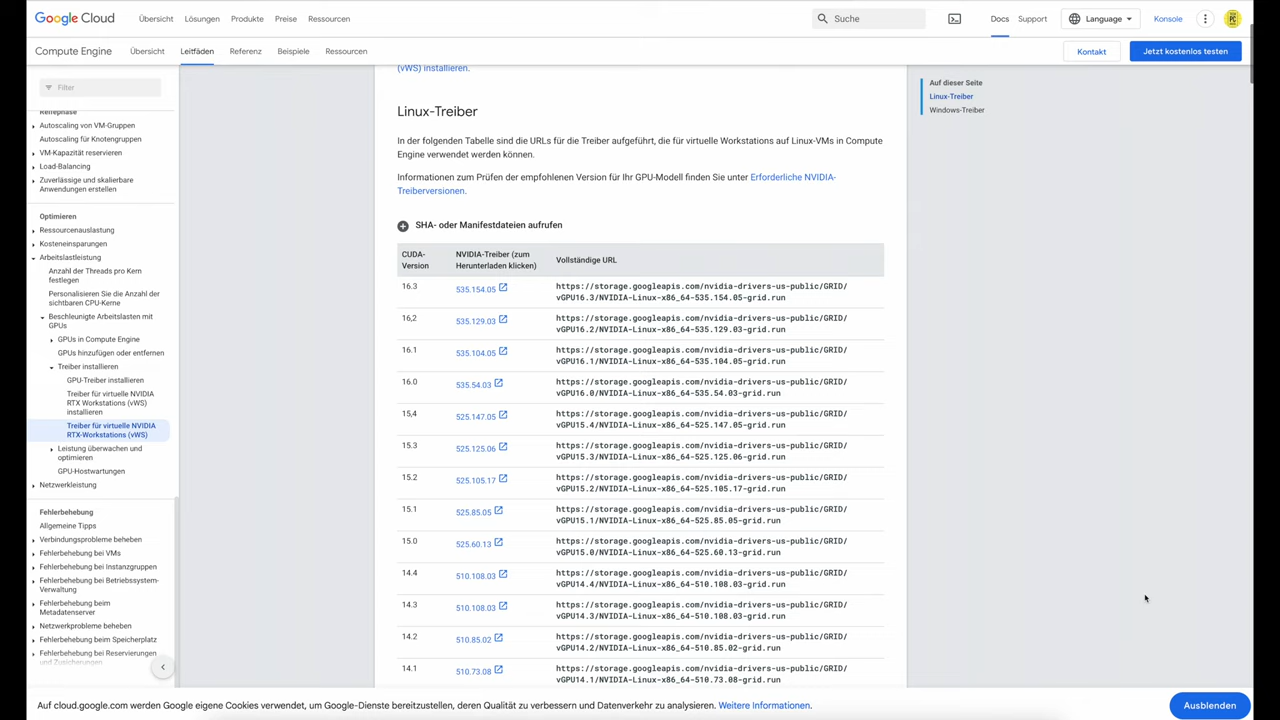 Google Cloud
Übersicht
Lösungen
Produkte
Preise
Ressourcen
Suche
Docs
Support
Language
Konsole
Compute Engine
Übersicht
Leitfäden
Referenz
Beispiele
Ressourcen
Kontakt
Jetzt kostenlos testen
Filter
Reifephase
Autoscaling von VM-Gruppen
Autoscaling für Knotengruppen
VM-Kapazität reservieren
Load-Balancing
Zuverlässige und skalierbare
Anwendungen erstellen
Optimieren
Ressourcenauslastung
Kosteneinsparungen
Arbeitslastleistung
Anzahl der Threads pro Kern
festlegen
Personalisieren Sie die Anzahl der
sichtbaren CPU-Kerne
Beschleunigte Arbeitslasten mit
GPUs
GPUs in Compute Engine
GPUs hinzufügen oder entfernen
Treiber installieren
GPU-Treiber installieren
Treiber für virtuelle NVIDIA
RTX Workstations (vWS)
installieren
Treiber für virtuelle NVIDIA
RTX-Workstations (vWS)
Leistung überwachen und
optimieren
GPU-Hostwartungen
Netzwerkleistung
Fehlerbehebung
Allgemeine Tipps
Verbindungsprobleme beheben
Fehlerbehebung bei VMs
Fehlerbehebung bei Instanzgruppen
Fehlerbehebung bei Betriebssystem-
Verwaltung
Fehlerbehebung beim
Metadatenserver
Netzwerkprobleme beheben
Fehlerbehebung beim Speicherplatz
Fehlerbehebung bei Reservierungen
und Zusicherungen
(vWS) installieren.
Linux-Treiber
In der folgenden Tabelle sind die URLs für die Treiber aufgeführt, die für virtuelle Workstations auf Linux-VMs in Compute
Engine verwendet werden können.
Informationen zum Prüfen der empfohlenen Version für Ihr GPU-Modell finden Sie unter Erforderliche NVIDIA-
Treiberversionen.
SHA- oder Manifestdateien aufrufen
CUDA-
Version
NVIDIA-Treiber (zum
Herunterladen klicken)
Vollständige URL
16.3
535.154.05
https://storage.googleapis.com/nvidia-drivers-us-public/GRID/
vGPU16.3/NVIDIA-Linux-x86_64-535.154.05-grid.run
16,2
535.129.03
https://storage.googleapis.com/nvidia-drivers-us-public/GRID/
vGPU16.2/NVIDIA-Linux-x86_64-535.129.03-grid.run
16.1
535.104.05
https://storage.googleapis.com/nvidia-drivers-us-public/GRID/
vGPU16.1/NVIDIA-Linux-x86_64-535.104.05-grid.run
16.0
535.54.03
https://storage.googleapis.com/nvidia-drivers-us-public/GRID/
vGPU16.0/NVIDIA-Linux-x86_64-535.54.03-grid.run
15,4
525.147.05
https://storage.googleapis.com/nvidia-drivers-us-public/GRID/
vGPU15.4/NVIDIA-Linux-x86_64-525.147.05-grid.run
15.3
525.125.06
https://storage.googleapis.com/nvidia-drivers-us-public/GRID/
vGPU15.3/NVIDIA-Linux-x86_64-525.125.06-grid.run
15.2
525.105.17
https://storage.googleapis.com/nvidia-drivers-us-public/GRID/
vGPU15.2/NVIDIA-Linux-x86_64-525.105.17-grid.run
15.1
525.85.05
https://storage.googleapis.com/nvidia-drivers-us-public/GRID/
vGPU15.1/NVIDIA-Linux-x86_64-525.85.05-grid.run
15.0
525.60.13
https://storage.googleapis.com/nvidia-drivers-us-public/GRID/
vGPU15.0/NVIDIA-Linux-x86_64-525.60.13-grid.run
14.4
510.108.03
https://storage.googleapis.com/nvidia-drivers-us-public/GRID/
vGPU14.4/NVIDIA-Linux-x86_64-510.108.03-grid.run
14.3
510.108.03
https://storage.googleapis.com/nvidia-drivers-us-public/GRID/
vGPU14.3/NVIDIA-Linux-x86_64-510.108.03-grid.run
14.2
510.85.02
https://storage.googleapis.com/nvidia-drivers-us-public/GRID/
vGPU14.2/NVIDIA-Linux-x86_64-510.85.02-grid.run
14.1
510.73.08
https://storage.googleapis.com/nvidia-drivers-us-public/GRID/
vGPU14.1/NVIDIA-Linux-x86_64-510.73.08-grid.run
Auf dieser Seite
Linux-Treiber
Windows-Treiber
Auf cloud.google.com werden Google eigene Cookies verwendet, um Google-Dienste bereitzustellen, deren Qualität zu verbessern und Datenverkehr zu analysieren. Weitere Informationen.
Ausblenden